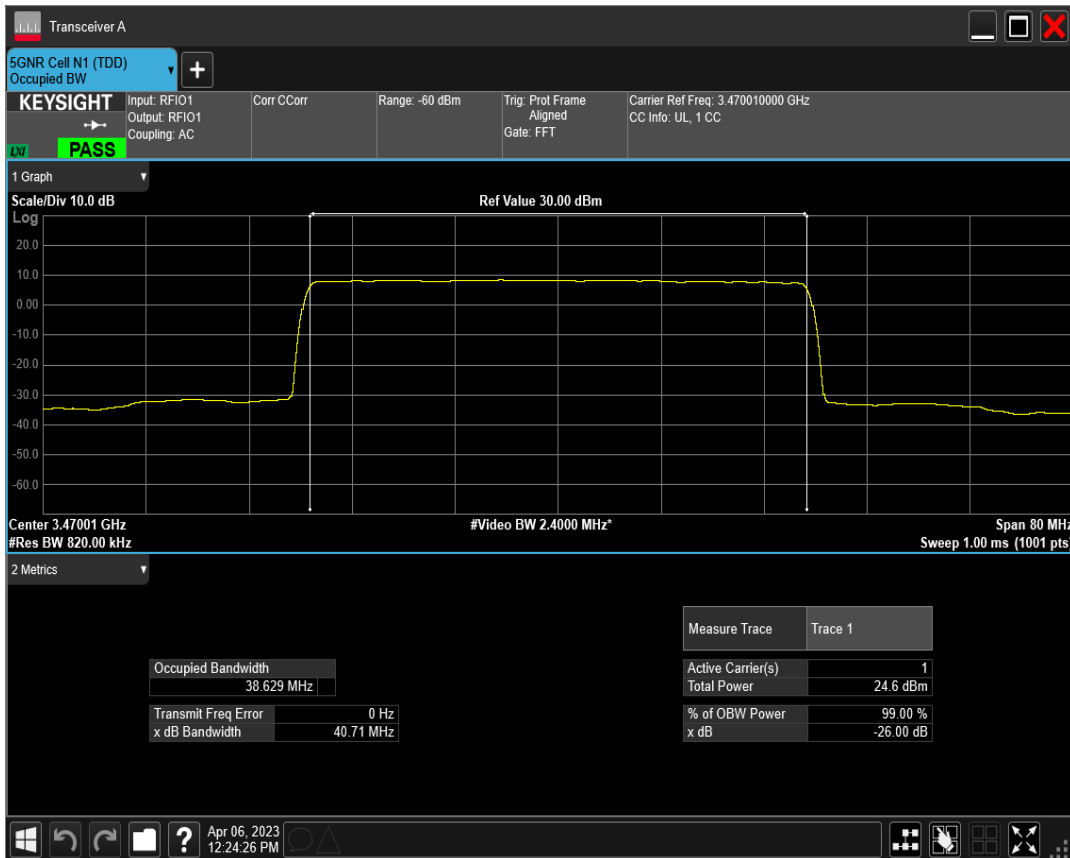 Transceiver A
5GNR Cell N1 (TDD)
Occupied BW
KEYSIGHT
LXI
PASS
Input: RFIO1
Output: RFIO1
Coupling: AC
Corr CCorr
Range: -60 dBm
Trig: Prot Frame
Aligned
Gate: FFT
Carrier Ref Freq: 3.470010000 GHz
CC Info: UL, 1 CC
1 Graph
Scale/Div 10.0 dB
Ref Value 30.00 dBm
Log
20.0
10.0
0.00
-10.0
-20.0
-30.0
-40.0
-50.0
-60.0
Center 3.47001 GHz
#Video BW 2.4000 MHz*
Span 80 MHz
#Res BW 820.00 kHz
Sweep 1.00 ms (1001 pts)
2 Metrics
Measure Trace Trace 1
Occupied Bandwidth
38.629 MHz
Active Carrier(s) 1
Total Power 24.6 dBm
Transmit Freq Error 0 Hz
x dB Bandwidth 40.71 MHz
% of OBW Power 99.00 %
x dB -26.00 dB
?
Apr 06, 2023
12:24:26 PM